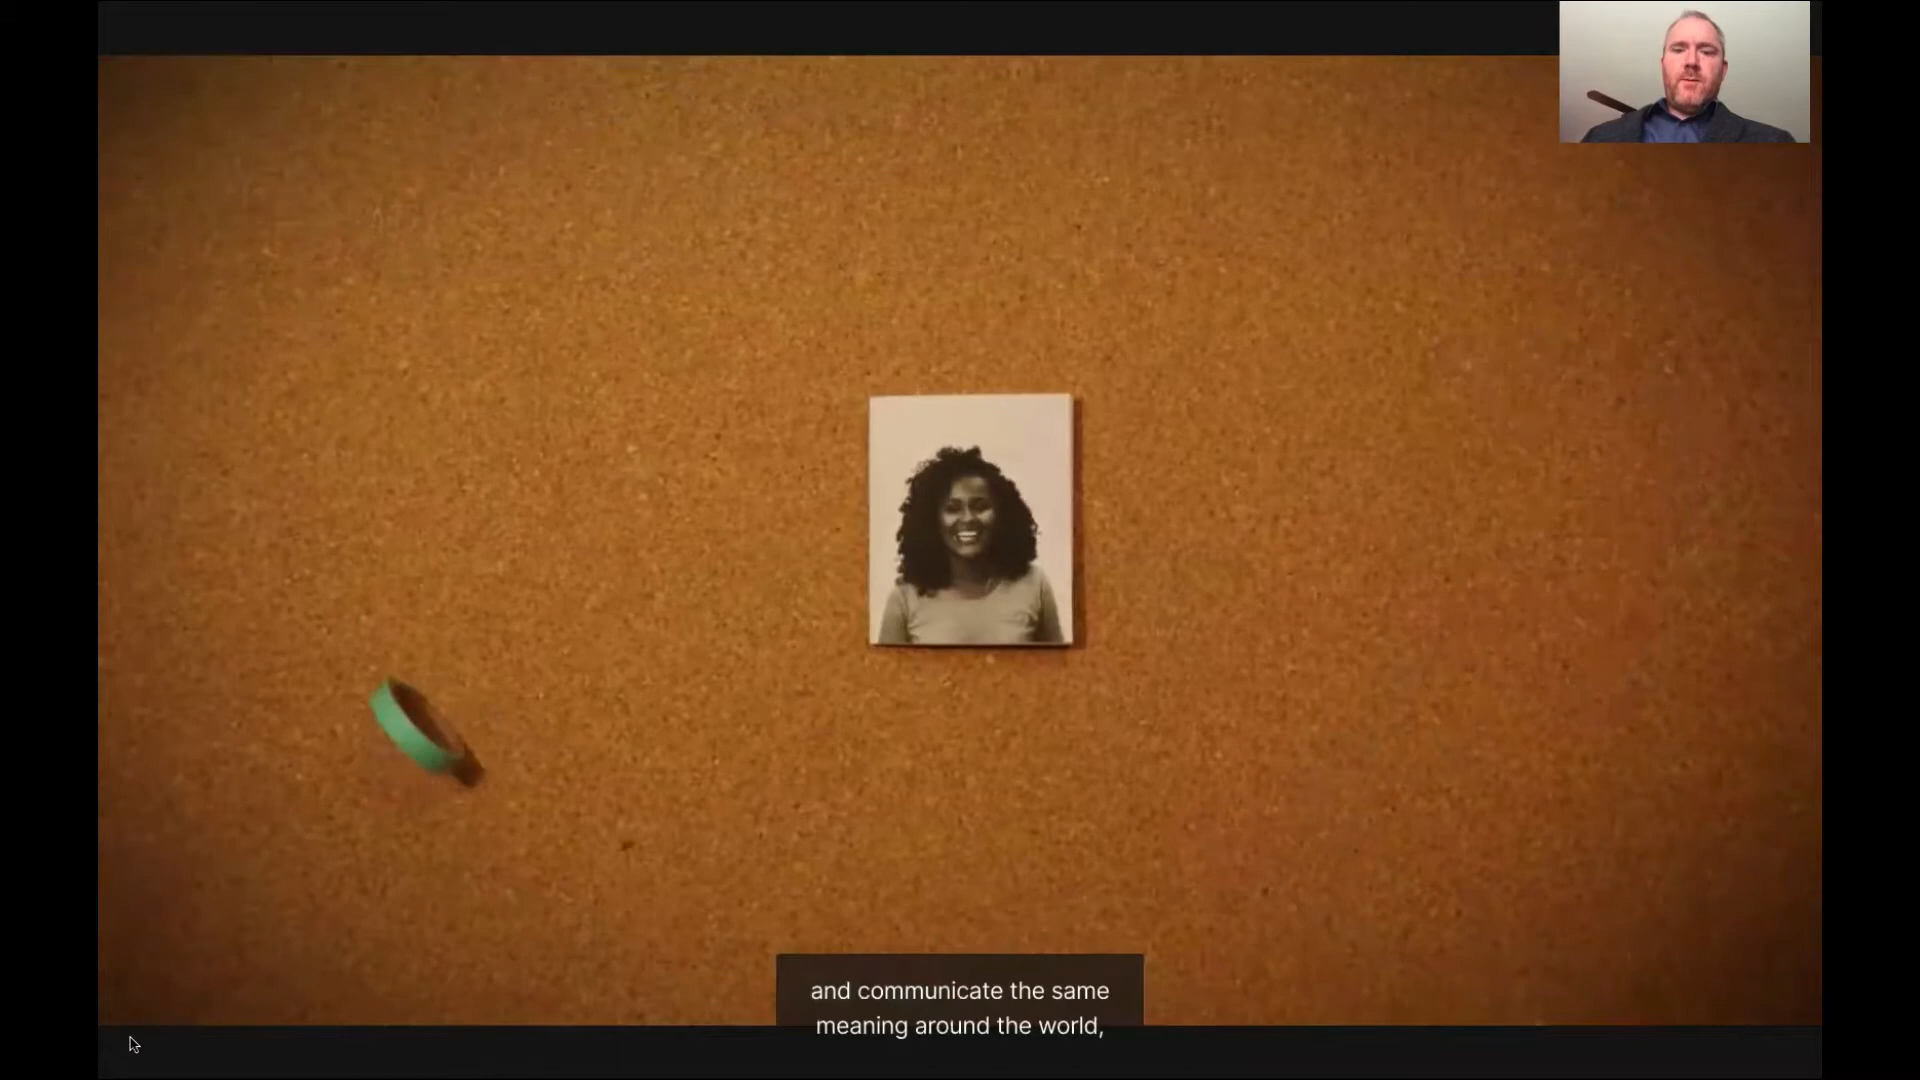 and communicate the same
meaning around the world,